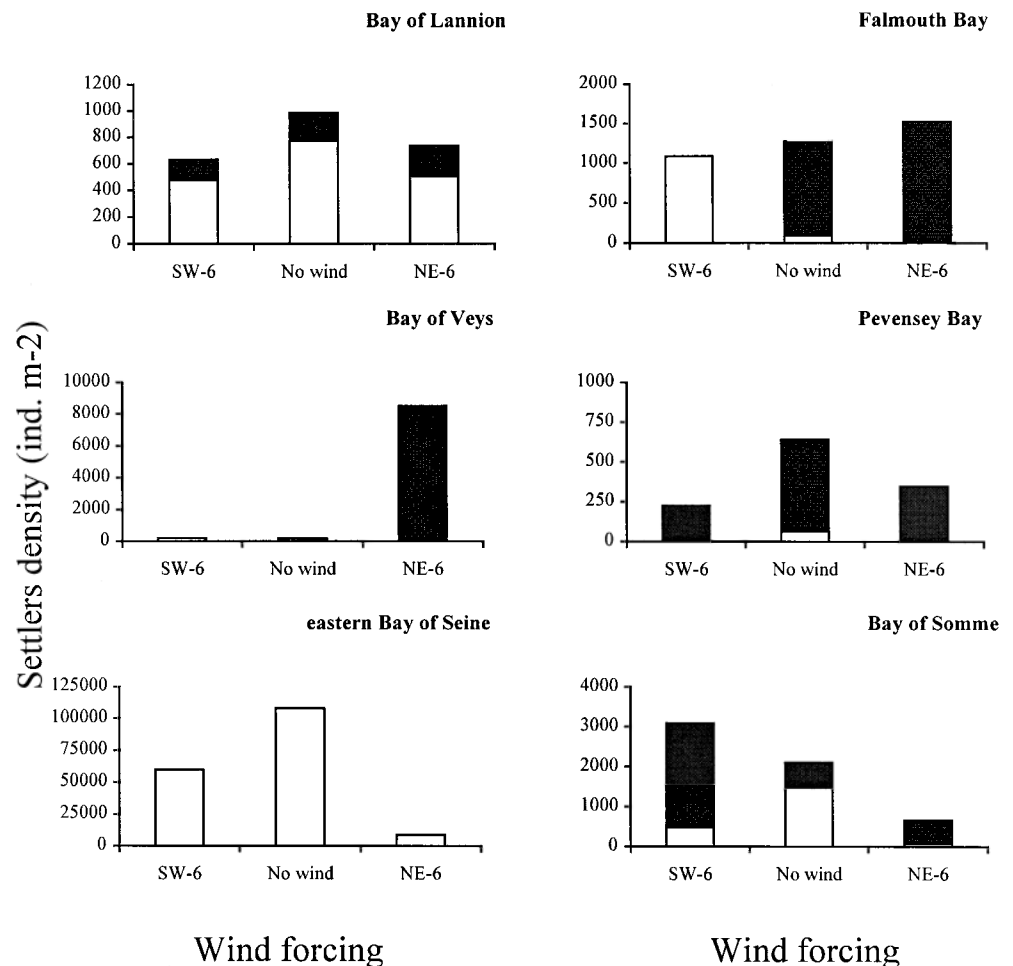 Bay of Lannion
1200
1000
800
600
400
200
0
SW-6 No wind NE-6
Falmouth Bay
2000
1500
1000
500
0
SW-6 No wind NE-6
Settlers density (ind. m-2)
Bay of Veys
10000
8000
6000
4000
2000
0
SW-6 No wind NE-6
Pevensey Bay
1000
750
500
250
0
SW-6 No wind NE-6
eastern Bay of Seine
125000
100000
75000
50000
25000
0
SW-6 No wind NE-6
Bay of Somme
4000
3000
2000
1000
0
SW-6 No wind NE-6
Wind forcing
Wind forcing